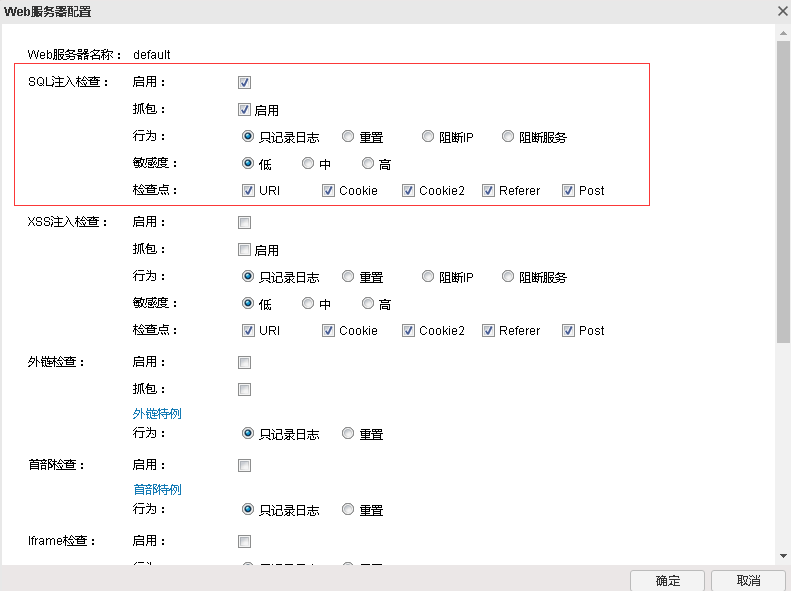 Web服务器配置
Web服务器名称： default
SQL注入检查： 启用：
抓包： 启用
行为： 只记录日志 重置 阻断IP 阻断服务
敏感度： 低 中 高
检查点： URI Cookie Cookie2 Referer Post
XSS注入检查： 启用：
抓包： 启用
行为： 只记录日志 重置 阻断IP 阻断服务
敏感度： 低 中 高
检查点： URI Cookie Cookie2 Referer Post
外链检查： 启用：
抓包：
外链特例
行为： 只记录日志 重置
首部检查： 启用：
首部特例
行为： 只记录日志 重置
Iframe检查： 启用：
确定 取消